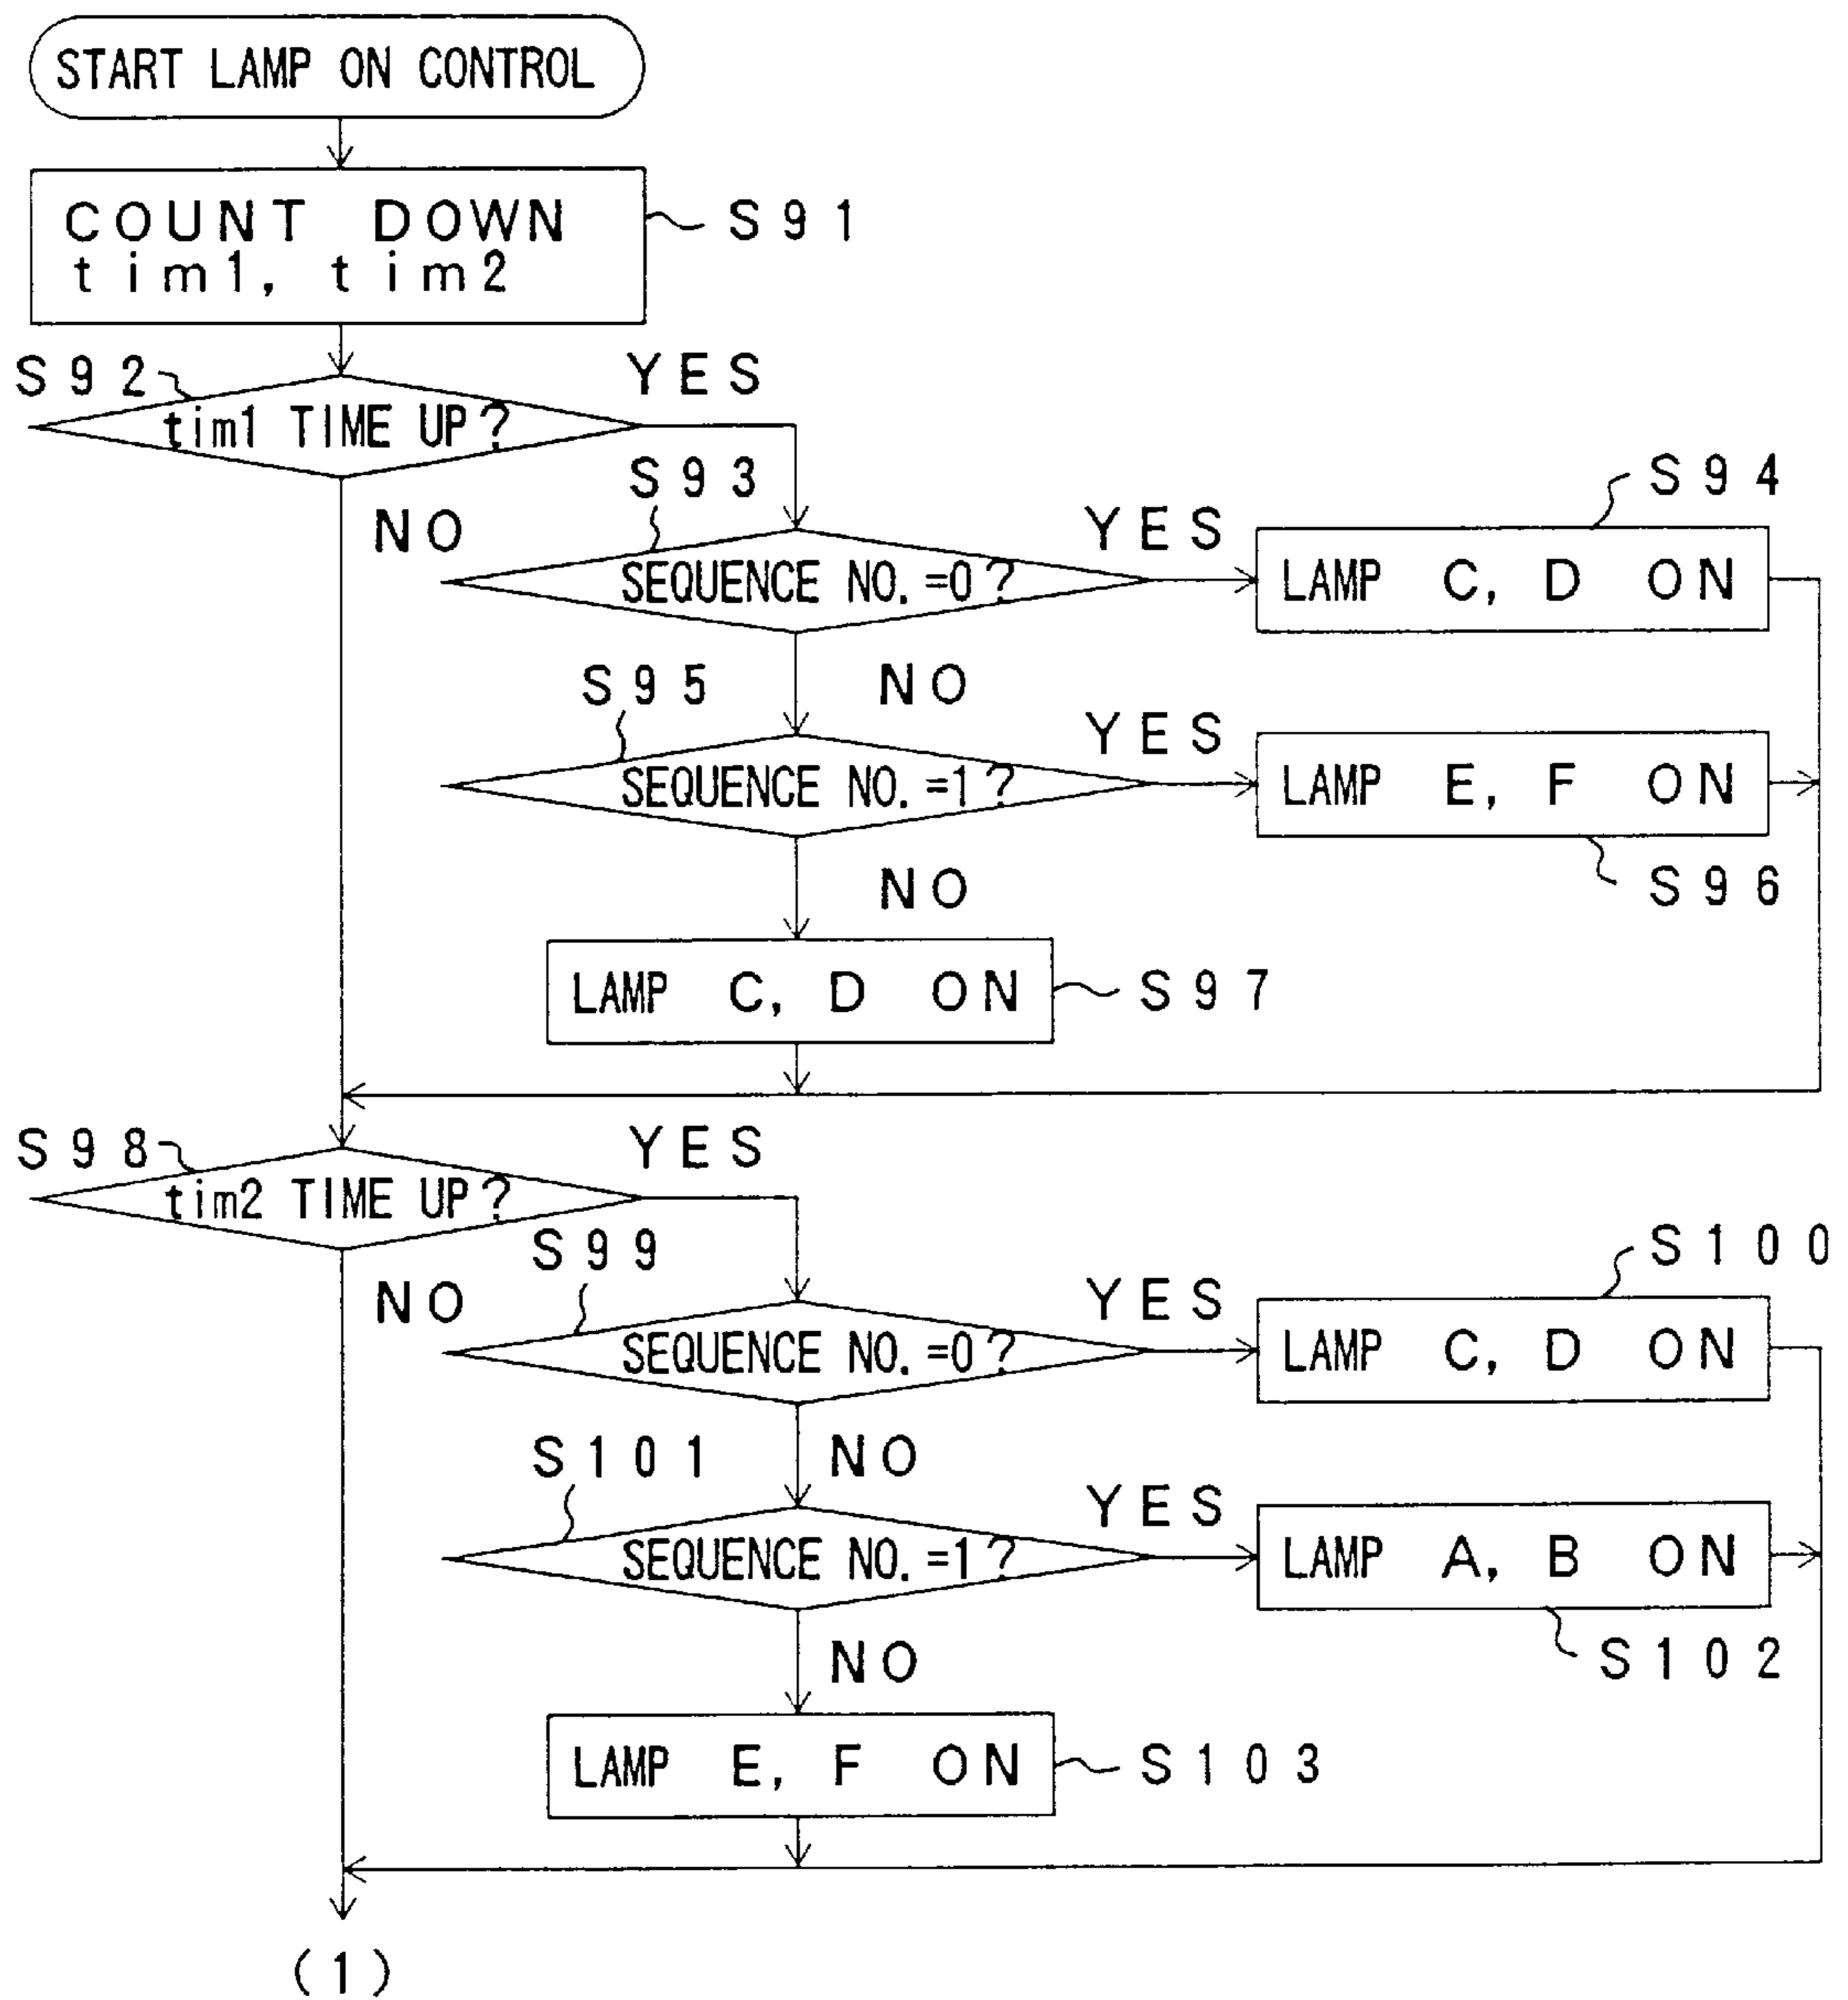 START LAMP ON CONTROL
COUNT DOWN
tim1, tim2
S91
S92
YES
tim1 TIME UP?
S93
S94
NO
YES
SEQUENCE NO.=0?
LAMP C, D ON
S95
NO
YES
SEQUENCE NO.=1?
LAMP E, F ON
NO
S96
LAMP C, D ON
S97
S98
YES
tim2 TIME UP?
S99
S100
NO
YES
SEQUENCE NO.=0?
LAMP C, D ON
S101
NO
YES
SEQUENCE NO.=1?
LAMP A, B ON
NO
S102
LAMP E, F ON
S103
(1)